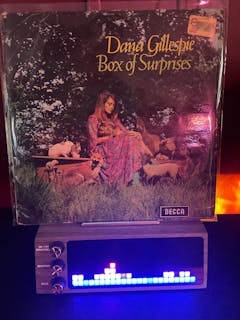 Dana Gillespie
Box of Surprises
DECCA